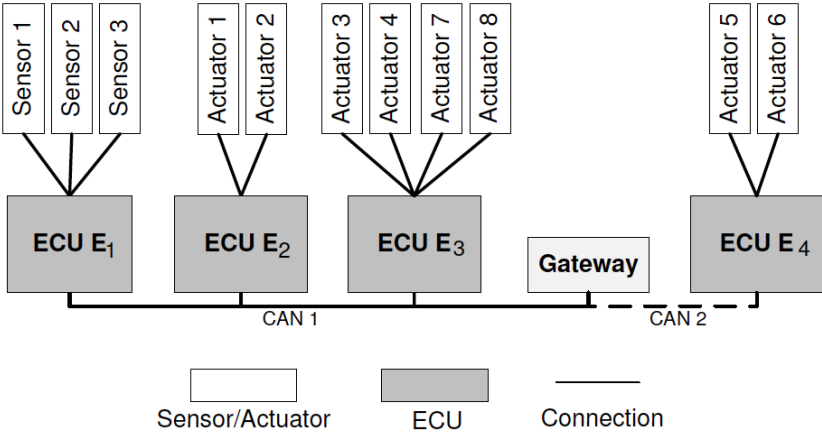 Sensor 1
Sensor 2
Sensor 3
Actuator 1
Actuator 2
Actuator 3
Actuator 4
Actuator 7
Actuator 8
Actuator 5
Actuator 6
ECU E1
ECU E2
ECU E3
Gateway
ECU E4
CAN 1
CAN 2
Sensor/Actuator
ECU
Connection